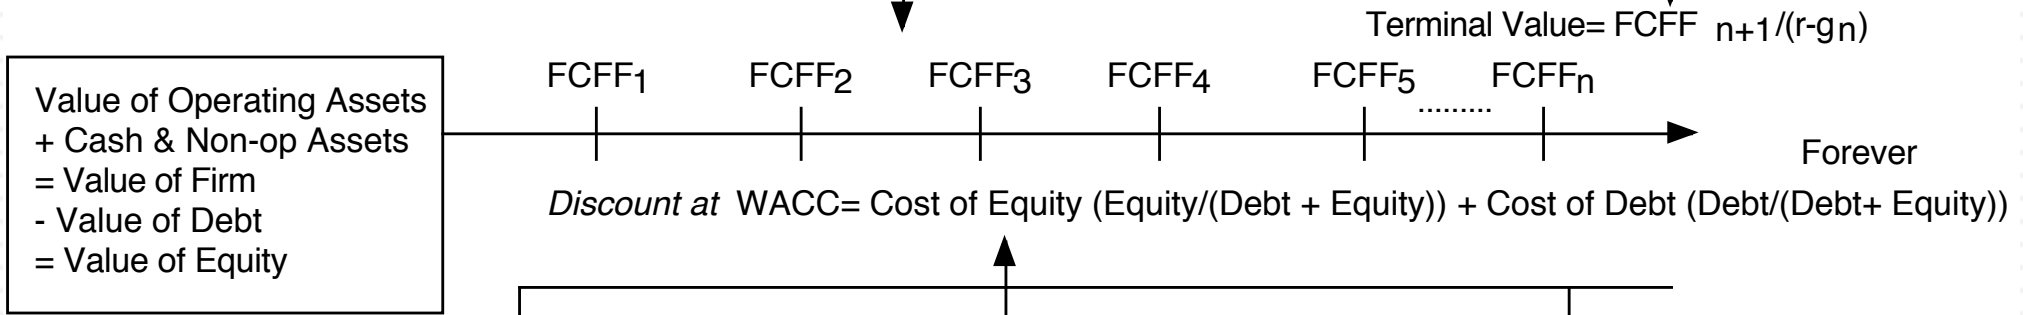 Terminal Value= FCFF n+1/(r-gn)
FCFF1 FCFF2 FCFF3 FCFF4 FCFF5 ......... FCFFn
Value of Operating Assets
+ Cash & Non-op Assets
= Value of Firm
- Value of Debt
= Value of Equity
Forever
Discount at WACC= Cost of Equity (Equity/(Debt + Equity)) + Cost of Debt (Debt/(Debt+ Equity))